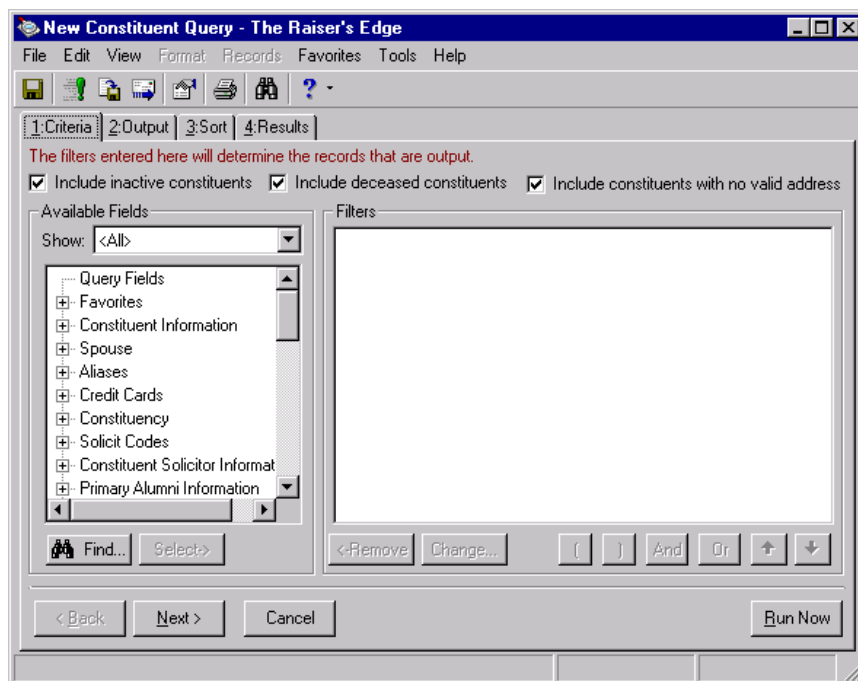 New Constituent Query - The Raiser's Edge
File Edit View Format Records Favorites Tools Help
?
1:Criteria 2:Output 3:Sort 4:Results
The filters entered here will determine the records that are output.
Include inactive constituents Include deceased constituents Include constituents with no valid address
Available Fields
Show: <All>
Query Fields
Favorites
Constituent Information
Spouse
Aliases
Credit Cards
Constituency
Solicit Codes
Constituent Solicitor Informat
Primary Alumni Information
Find... Select->
Filters
<-Remove Change... ( ) And Or
< Back Next > Cancel Run Now